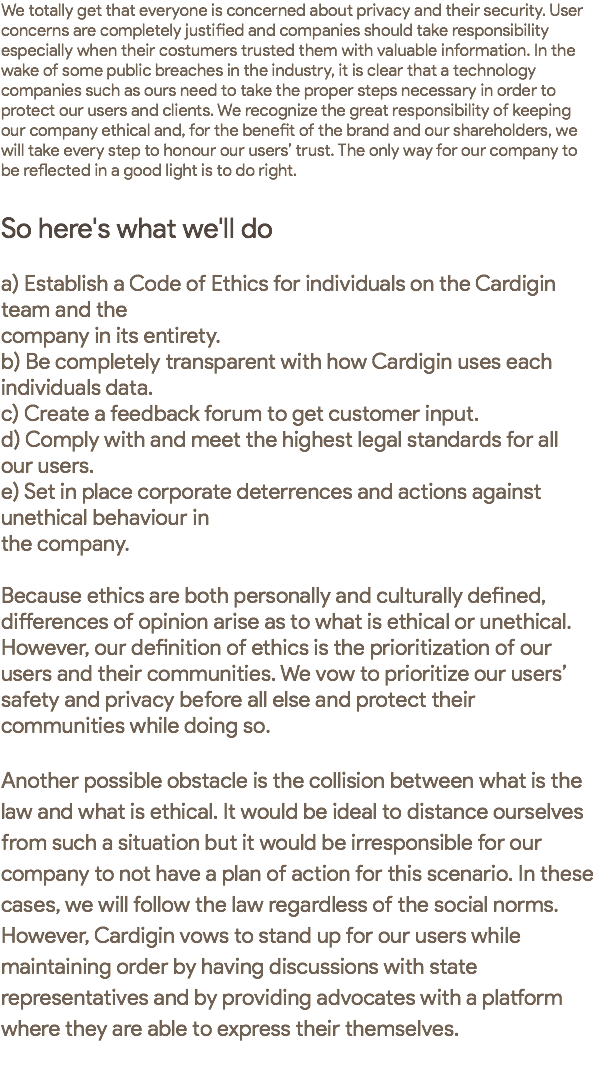 We totally get that everyone is concerned about privacy and their security. User
concerns are completely justified and companies should take responsibility
especially when their costumers trusted them with valuable information. In the
wake of some public breaches in the industry, it is clear that a technology
companies such as ours need to take the proper steps necessary in order to
protect our users and clients. We recognize the great responsibility of keeping
our company ethical and, for the benefit of the brand and our shareholders, we
will take every step to honour our users’ trust. The only way for our company to
be reflected in a good light is to do right.
So here's what we'll do
a) Establish a Code of Ethics for individuals on the Cardigin
team and the
company in its entirety.
b) Be completely transparent with how Cardigin uses each
individuals data.
c) Create a feedback forum to get customer input.
d) Comply with and meet the highest legal standards for all
our users.
e) Set in place corporate deterrences and actions against
unethical behaviour in
the company.
Because ethics are both personally and culturally defined,
differences of opinion arise as to what is ethical or unethical.
However, our definition of ethics is the prioritization of our
users and their communities. We vow to prioritize our users’
safety and privacy before all else and protect their
communities while doing so.
Another possible obstacle is the collision between what is the
law and what is ethical. It would be ideal to distance ourselves
from such a situation but it would be irresponsible for our
company to not have a plan of action for this scenario. In these
cases, we will follow the law regardless of the social norms.
However, Cardigin vows to stand up for our users while
maintaining order by having discussions with state
representatives and by providing advocates with a platform
where they are able to express their themselves.